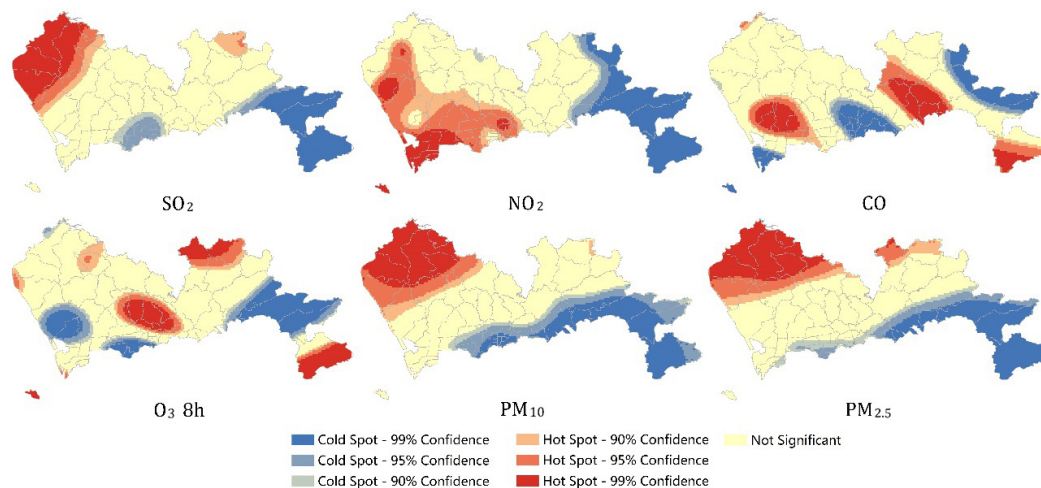 SO₂ NO₂ CO
O₃ 8h PM₁₀ PM₂.₅
Cold Spot - 99% Confidence Hot Spot - 90% Confidence Not Significant
Cold Spot - 95% Confidence Hot Spot - 95% Confidence
Cold Spot - 90% Confidence Hot Spot - 99% Confidence